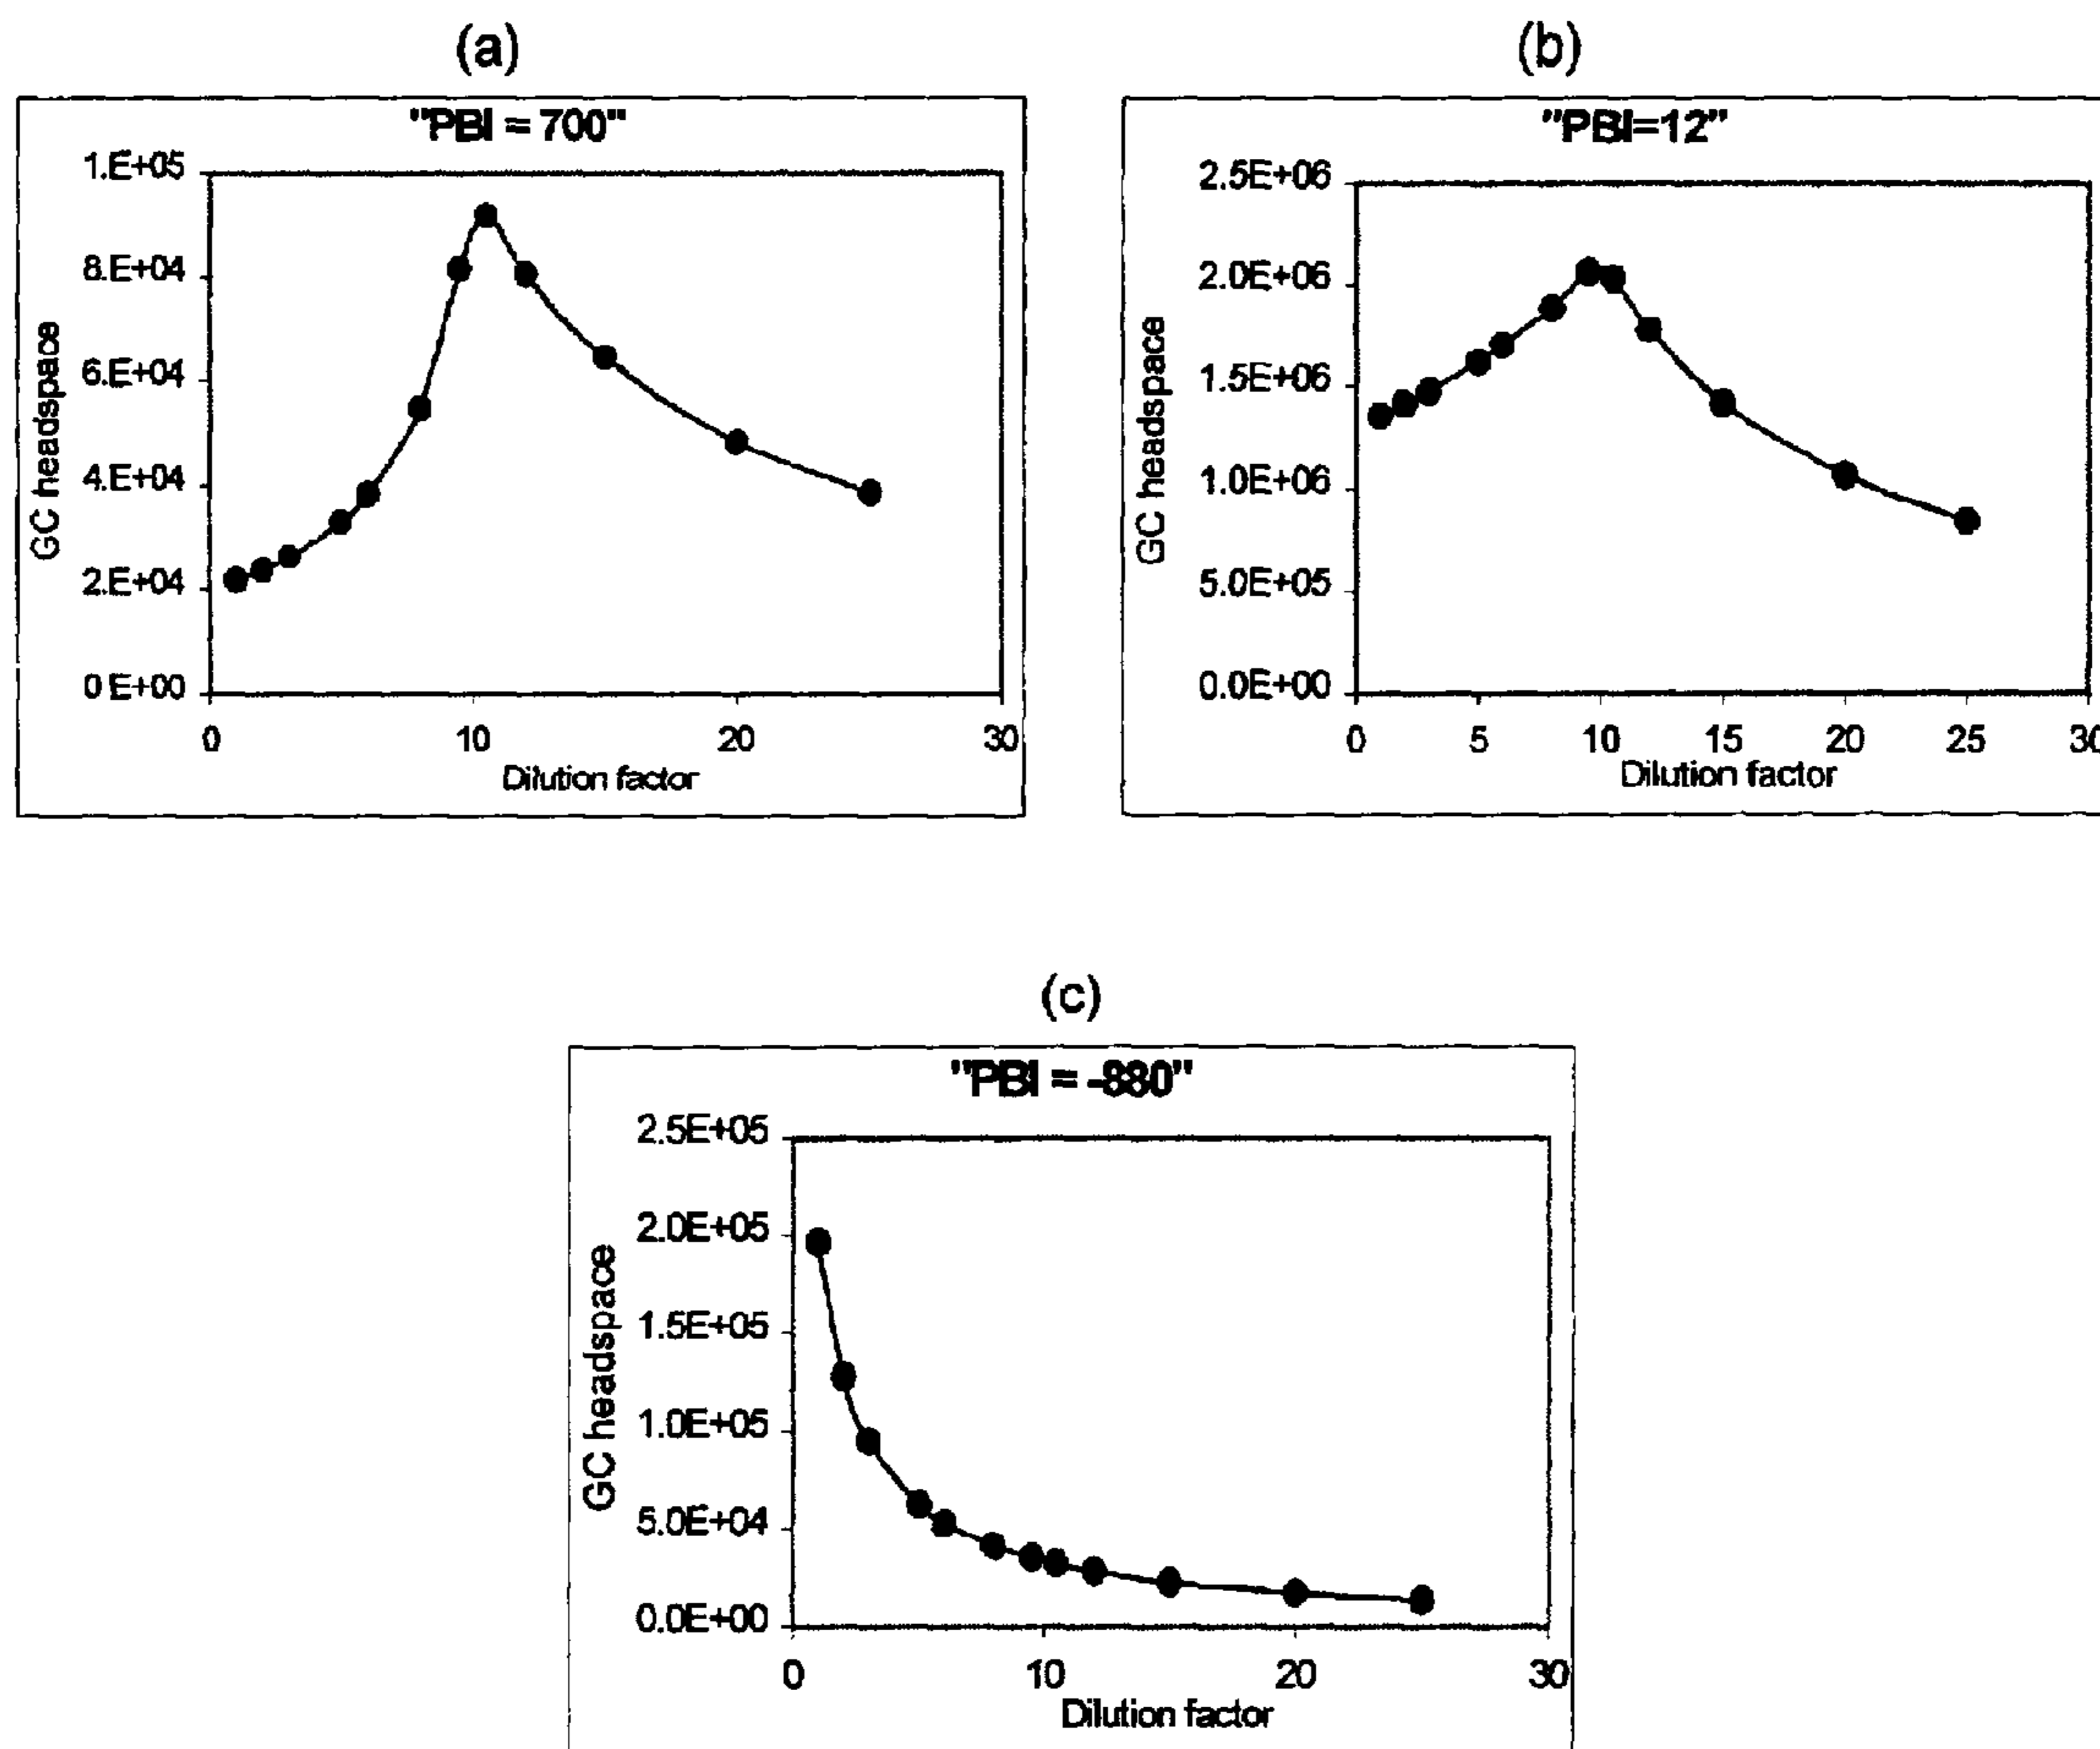 (a)
"PBI = 700"
1.E+05
8.E+04
6.E+04
4.E+04
2.E+04
0.E+00
GC headspace
0 10 20 30
Dilution factor
(b)
"PBI=12"
2.5E+06
2.0E+06
1.5E+06
1.0E+06
5.0E+05
0.0E+00
GC headspace
0 5 10 15 20 25 30
Dilution factor
(c)
"PBI = -880"
2.5E+05
2.0E+05
1.5E+05
1.0E+05
5.0E+04
0.0E+00
GC headspace
0 10 20 30
Dilution factor